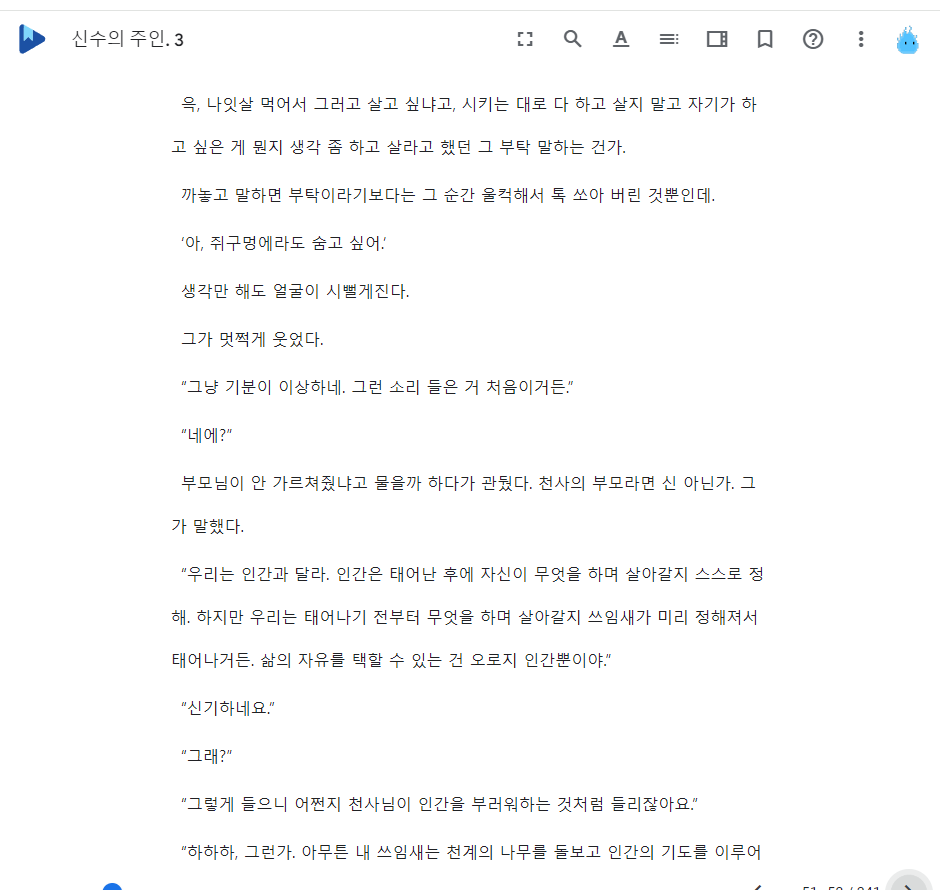 신수의 주인. 3
윽, 나잇살 먹어서 그러고 살고 싶냐고, 시키는 대로 다 하고 살지 말고 자기가 하
고 싶은 게 뭔지 생각 좀 하고 살라고 했던 그 부탁 말하는 건가.
까놓고 말하면 부탁이라기보다는 그 순간 울컥해서 톡 쏘아 버린 것뿐인데.
‘아, 쥐구멍에라도 숨고 싶어.’
생각만 해도 얼굴이 시뻘게진다.
그가 멋쩍게 웃었다.
“그냥 기분이 이상하네. 그런 소리 들은 거 처음이거든.”
“네에?”
부모님이 안 가르쳐줬냐고 물을까 하다가 관뒀다. 천사의 부모라면 신 아닌가. 그
가 말했다.
“우리는 인간과 달라. 인간은 태어난 후에 자신이 무엇을 하며 살아갈지 스스로 정
해. 하지만 우리는 태어나기 전부터 무엇을 하며 살아갈지 쓰임새가 미리 정해져서
태어나거든. 삶의 자유를 택할 수 있는 건 오로지 인간뿐이야.”
“신기하네요.”
“그래?”
“그렇게 들으니 어쩐지 천사님이 인간을 부러워하는 것처럼 들리잖아요.”
“하하하, 그런가. 아무튼 내 쓰임새는 천계의 나무를 돌보고 인간의 기도를 이루어